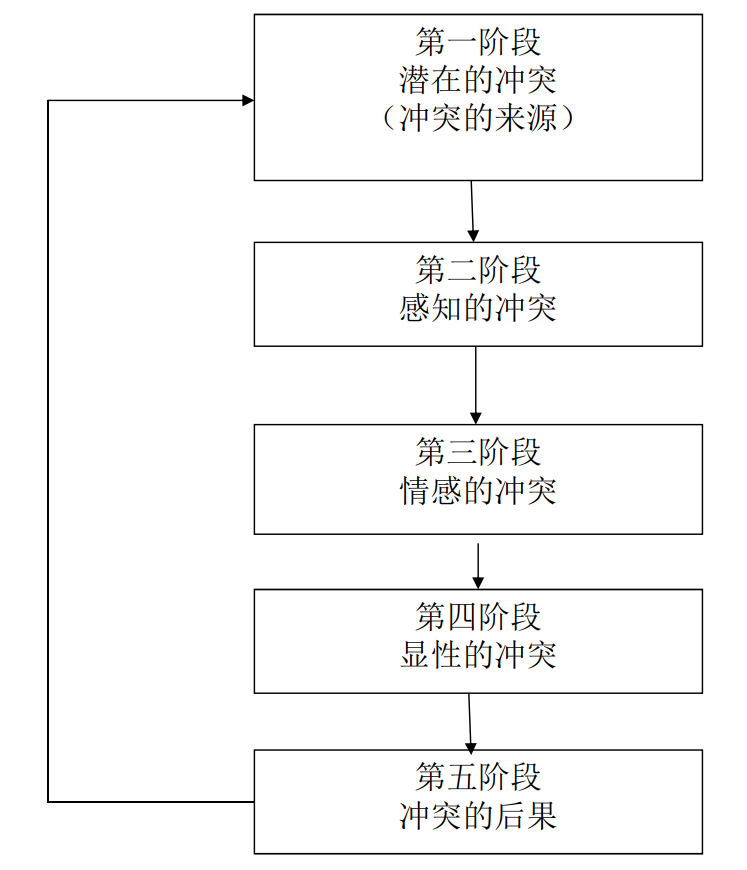 第一阶段
潜在的冲突
（冲突的来源）
第二阶段
感知的冲突
第三阶段
情感的冲突
第四阶段
显性的冲突
第五阶段
冲突的后果